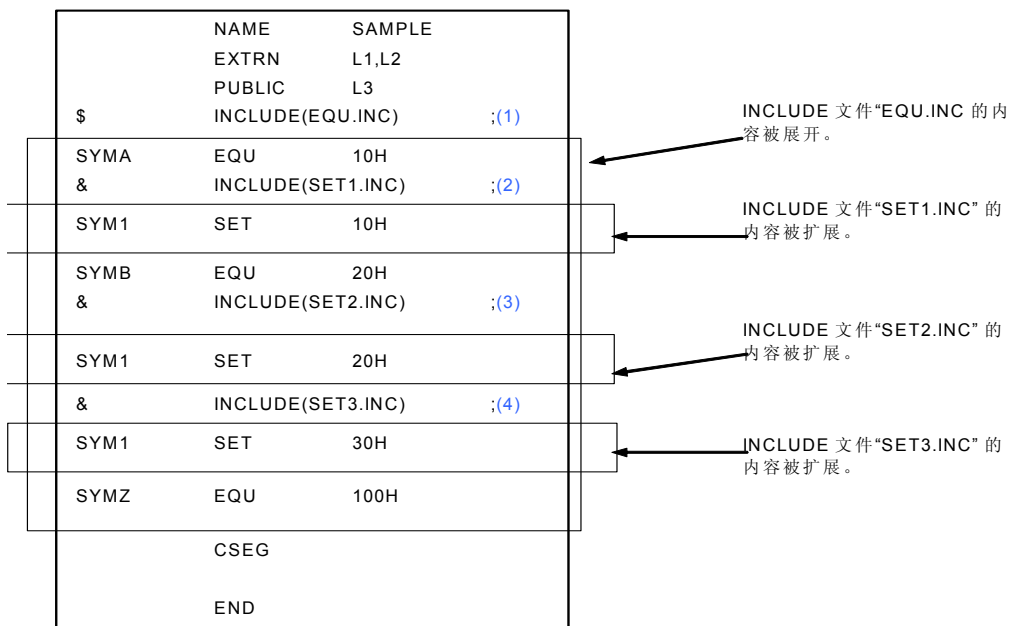 NAME SAMPLE
EXTRN L1,L2
PUBLIC L3
$ INCLUDE(EQU.INC) ;(1)
SYMA EQU 10H
& INCLUDE(SET1.INC) ;(2)
SYM1 SET 10H
SYMB EQU 20H
& INCLUDE(SET2.INC) ;(3)
SYM1 SET 20H
& INCLUDE(SET3.INC) ;(4)
SYM1 SET 30H
SYMZ EQU 100H
CSEG
END
INCLUDE 文件“EQU.INC 的内
容被展开。
INCLUDE 文件“SET1.INC” 的
内容被扩展。
INCLUDE 文件“SET2.INC” 的
内容被扩展。
INCLUDE 文件“SET3.INC” 的
内容被扩展。